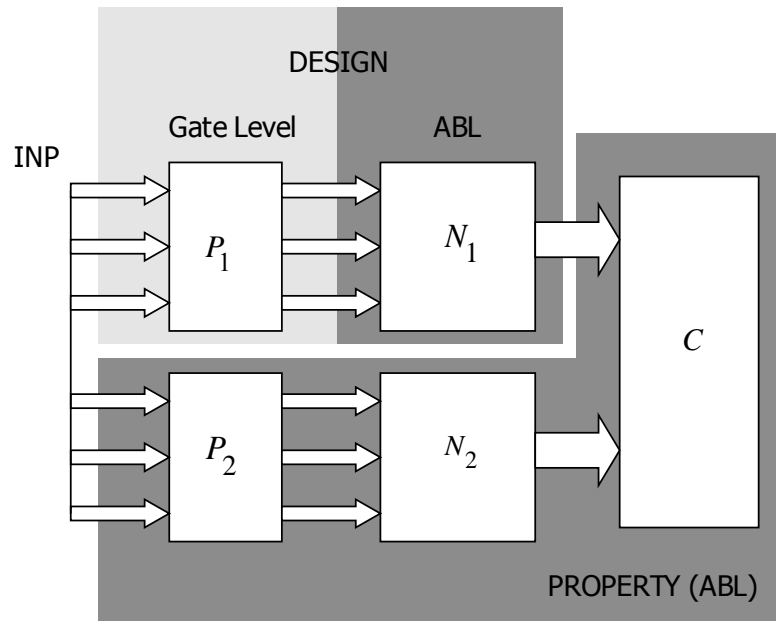 DESIGN
Gate Level ABL
INP
P1 N1
C
P2 N2
PROPERTY (ABL)